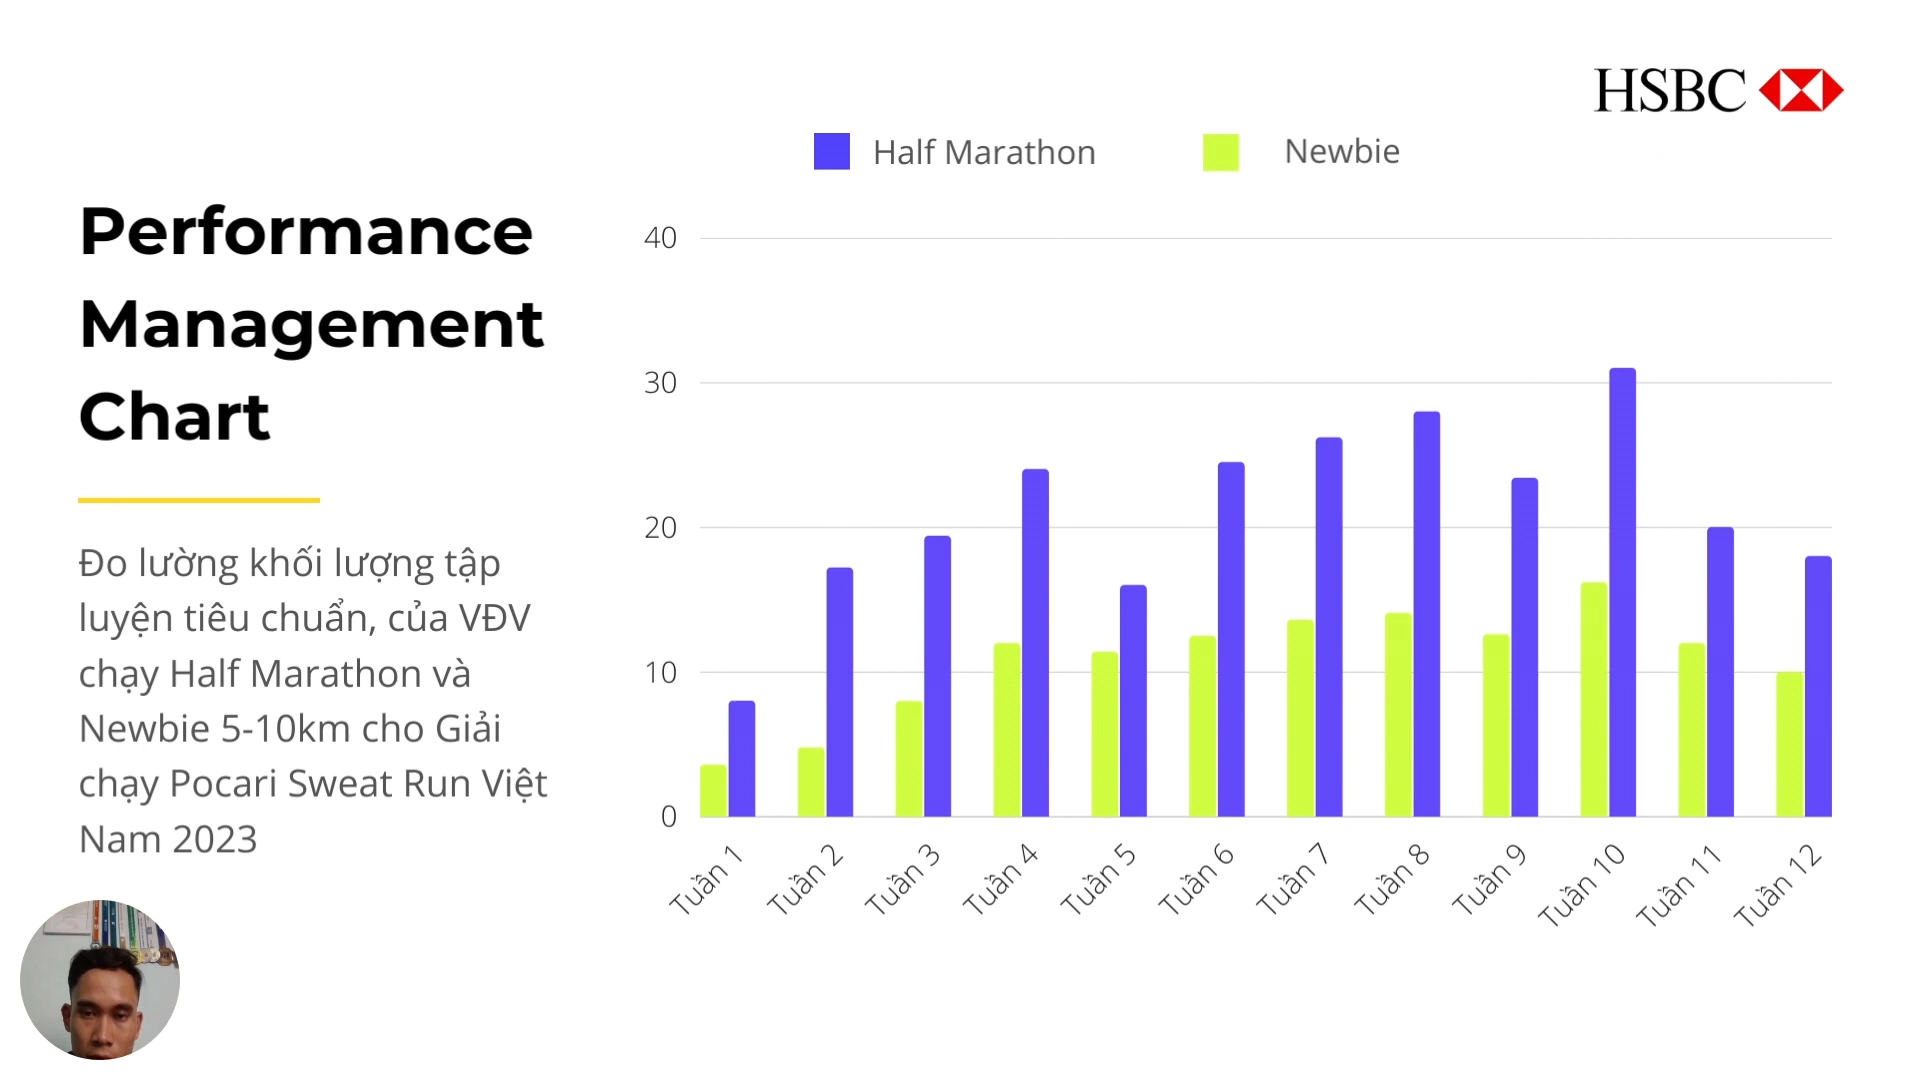 HSBC
Half Marathon
Newbie
Performance
Management
Chart
Đo lường khối lượng tập
luyện tiêu chuẩn, của VĐV
chạy Half Marathon và
Newbie 5-10km cho Giải
chạy Pocari Sweat Run Việt
Nam 2023
40
30
20
10
0
Tuần 1
Tuần 2
Tuần 3
Tuần 4
Tuần 5
Tuần 6
Tuần 7
Tuần 8
Tuần 9
Tuần 10
Tuần 11
Tuần 12